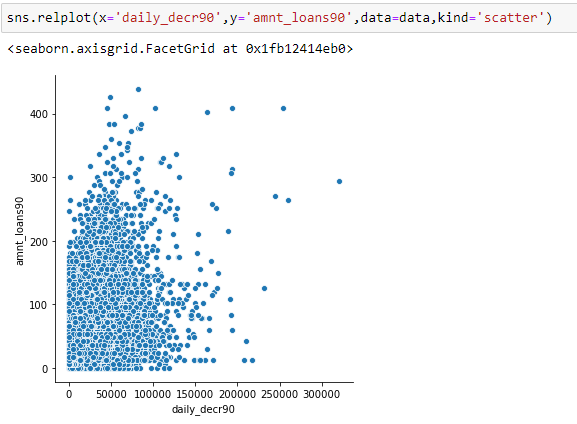 sns.relplot(x='daily_decr90',y='amnt_loans90',data=data,kind='scatter')
<seaborn.axisgrid.FacetGrid at 0x1fb12414eb0>
400
300
200
100
0
amnt_loans90
0 50000 100000 150000 200000 250000 300000
daily_decr90